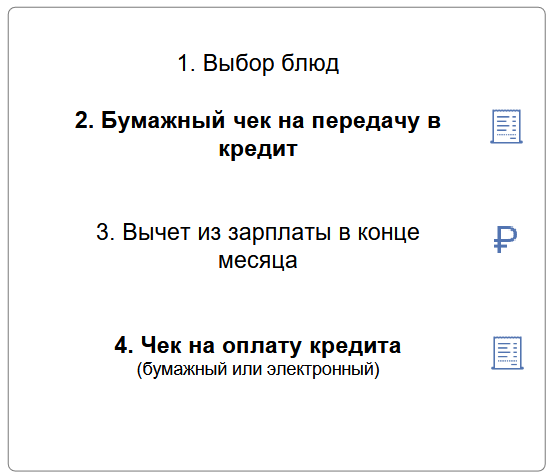 1. Выбор блюд
2. Бумажный чек на передачу в
кредит
3. Вычет из зарплаты в конце
месяца
₽
4. Чек на оплату кредита
(бумажный или электронный)